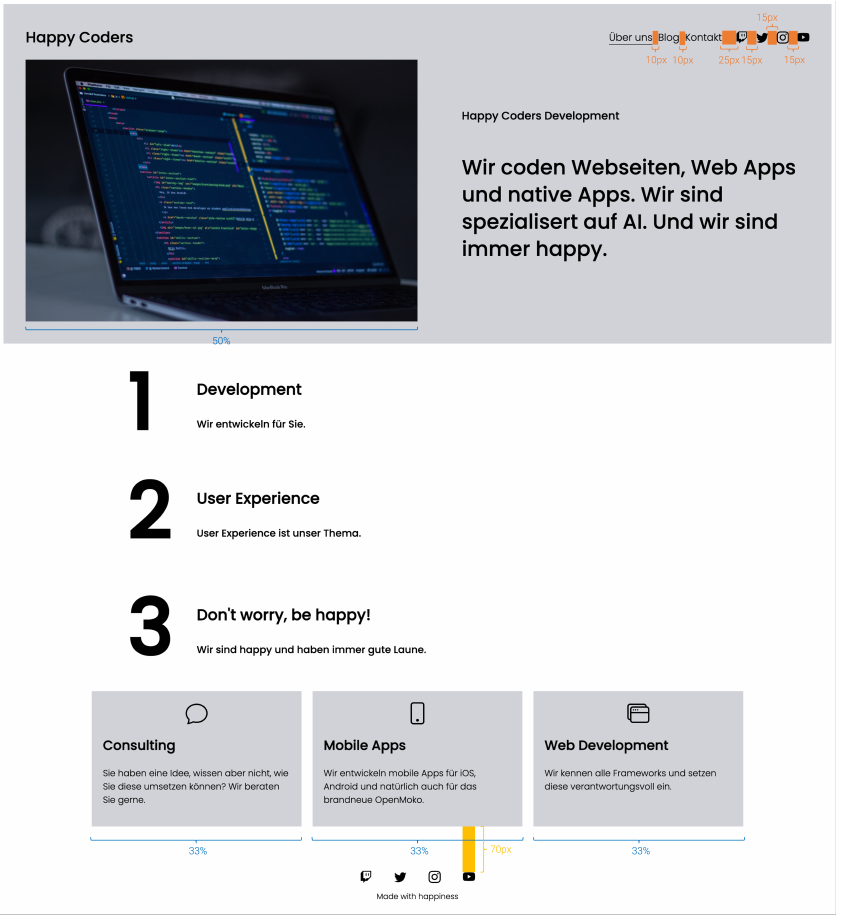 15px
Happy Coders
Über uns Blog Kontakt
10px 10px 25px 15px 15px
Happy Coders Development
Wir coden Webseiten, Web Apps
und native Apps. Wir sind
spezialisert auf AI. Und wir sind
immer happy.
MacBook Pro
50%
1
Development
Wir entwickeln für Sie.
2
User Experience
User Experience ist unser Thema.
3
Don't worry, be happy!
Wir sind happy und haben immer gute Laune.
Consulting
Sie haben eine Idee, wissen aber nicht, wie
Sie diese umsetzen können? Wir beraten
Sie gerne.
Mobile Apps
Wir entwickeln mobile Apps für iOS,
Android und natürlich auch für das
brandneue OpenMoko.
Web Development
Wir kennen alle Frameworks und setzen
diese verantwortungsvoll ein.
33%
33%
33%
70px
Made with happiness